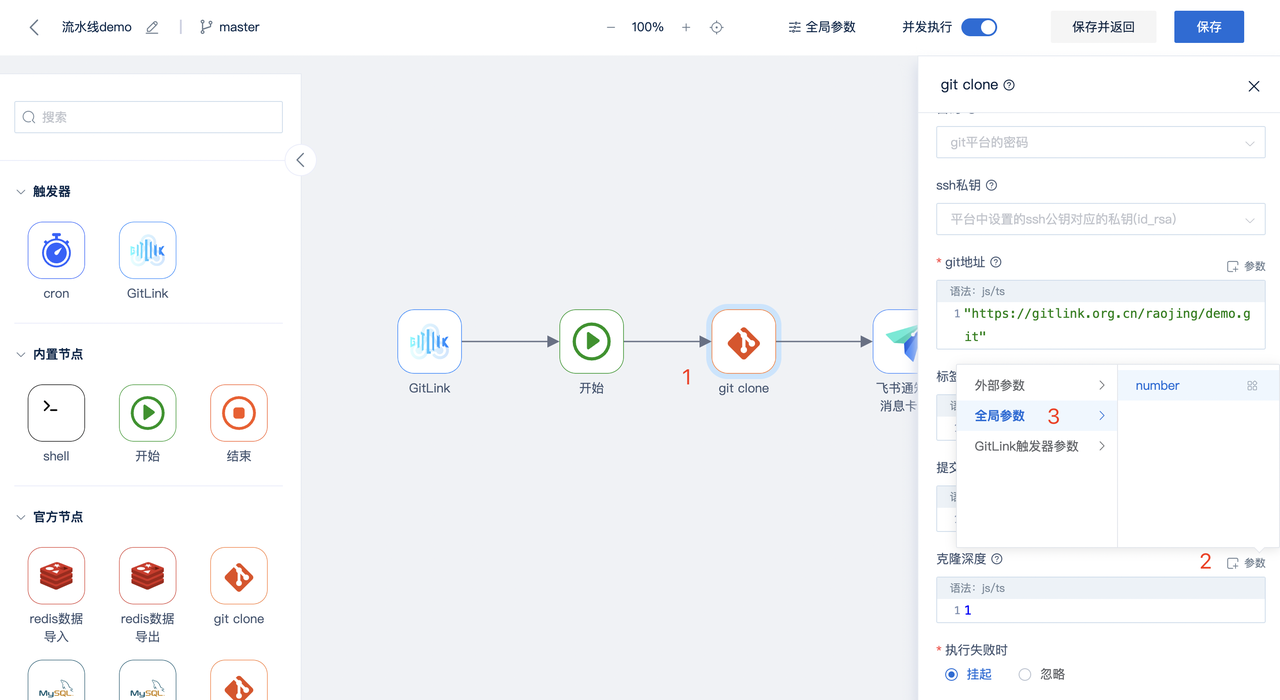 流水线demo
master
100%
全局参数
并发执行
保存并返回
保存
搜索
触发器
cron
GitLink
内置节点
shell
开始
结束
官方节点
redis数据
导入
redis数据
导出
git clone
MySQL
MySQL
GitLink
开始
1
git clone
飞书通知
消息卡
git clone
git平台的密码
ssh私钥
平台中设置的ssh公钥对应的私钥(id_rsa)
* git地址
参数
语法：js/ts
1 "https://gitlink.org.cn/raojing/demo.g
it"
外部参数
全局参数
3
GitLink触发器参数
number
克隆深度
2
参数
语法：js/ts
1 1
* 执行失败时
挂起
忽略